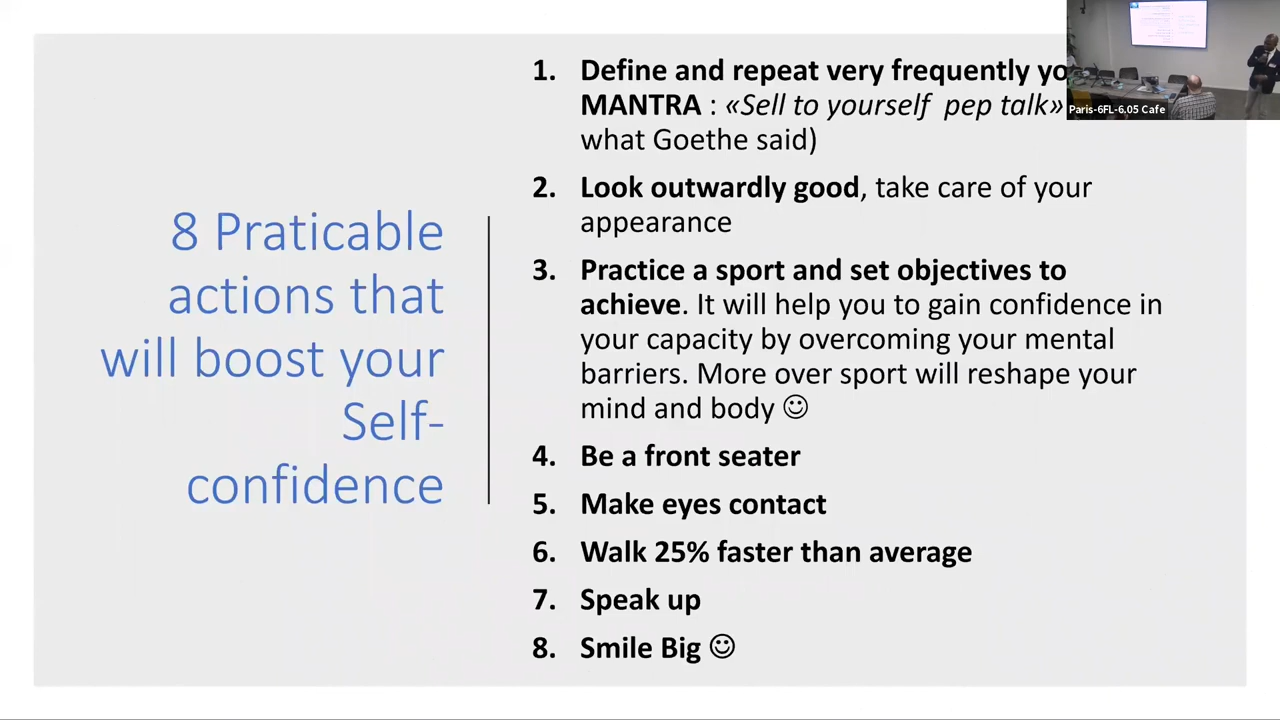 8 Praticable
actions that
will boost your
Self-
confidence
1. Define and repeat very frequently yo
MANTRA : «Sell to yourself pep talk»
what Goethe said)
2. Look outwardly good, take care of your
appearance
3. Practice a sport and set objectives to
achieve. It will help you to gain confidence in
your capacity by overcoming your mental
barriers. More over sport will reshape your
mind and body ☺
4. Be a front seater
5. Make eyes contact
6. Walk 25% faster than average
7. Speak up
8. Smile Big ☺
Paris-6FL-6.05 Cafe